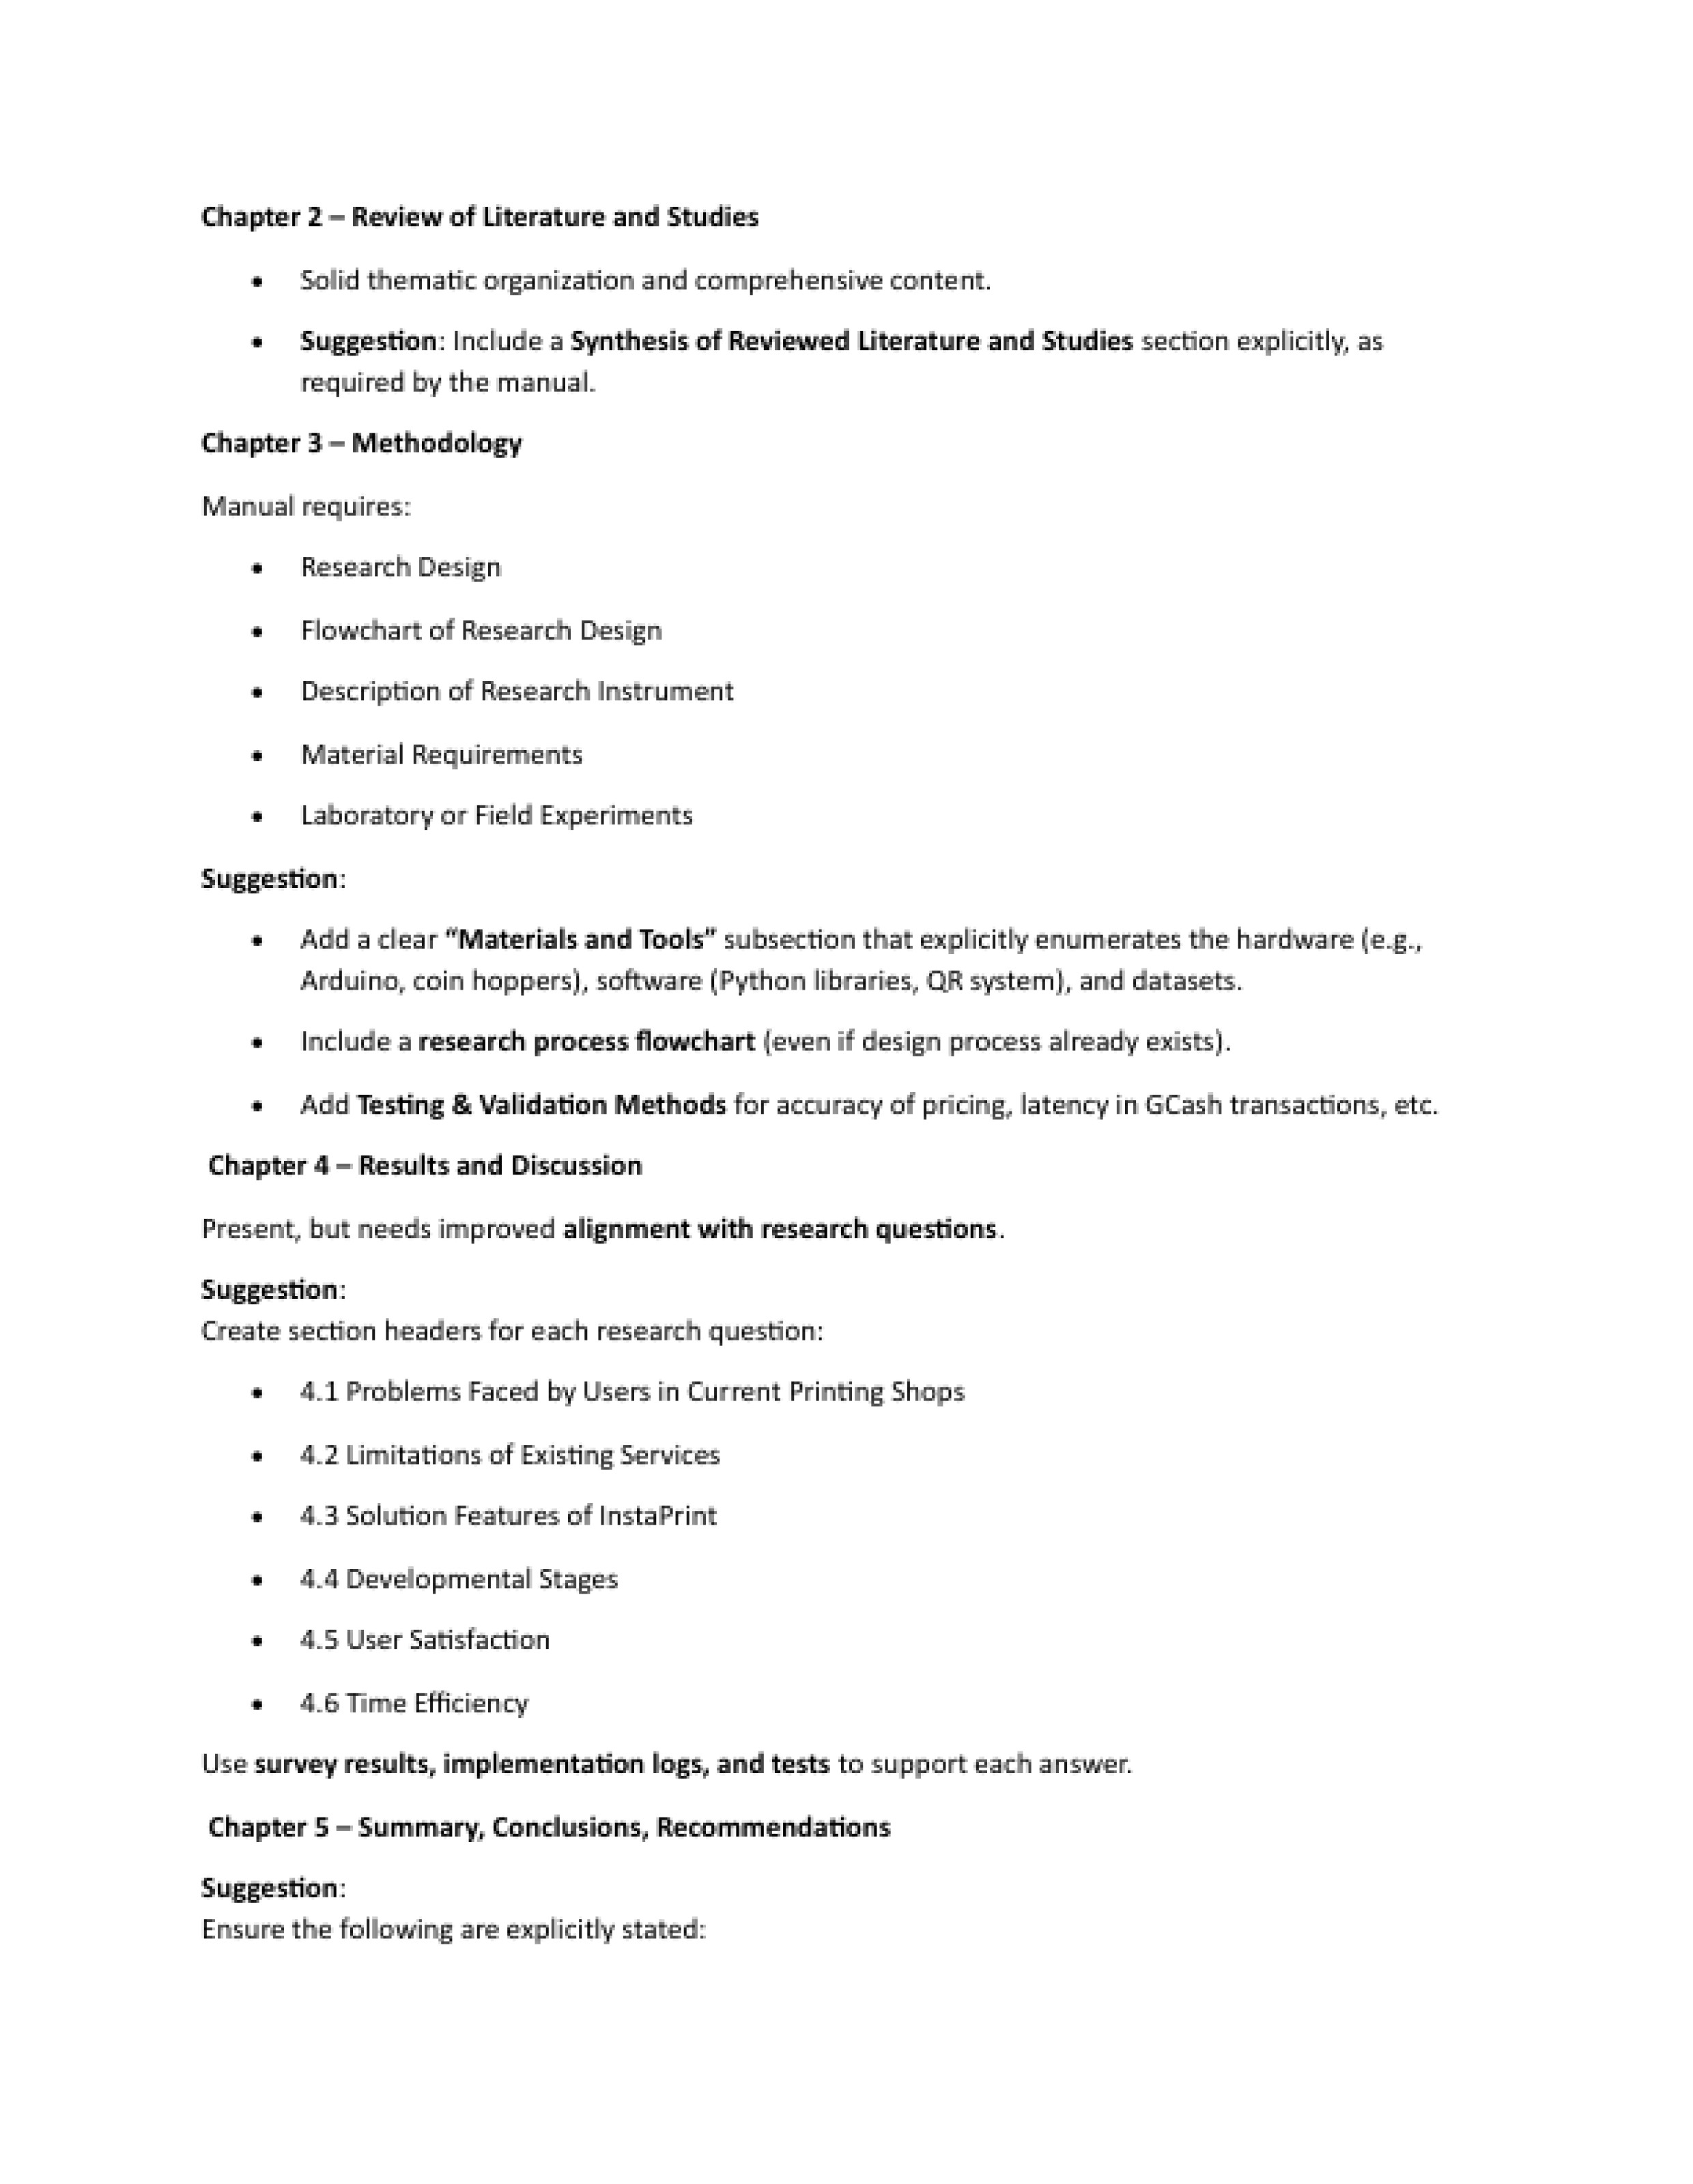 Chapter 2 – Review of Literature and Studies
• Solid thematic organization and comprehensive content.
• Suggestion: Include a Synthesis of Reviewed Literature and Studies section explicitly, as
required by the manual.
Chapter 3 – Methodology
Manual requires:
• Research Design
• Flowchart of Research Design
• Description of Research Instrument
• Material Requirements
• Laboratory or Field Experiments
Suggestion:
• Add a clear “Materials and Tools” subsection that explicitly enumerates the hardware (e.g.,
Arduino, coin hoppers), software (Python libraries, QR system), and datasets.
• Include a research process flowchart (even if design process already exists).
• Add Testing & Validation Methods for accuracy of pricing, latency in GCash transactions, etc.
Chapter 4 – Results and Discussion
Present, but needs improved alignment with research questions.
Suggestion:
Create section headers for each research question:
• 4.1 Problems Faced by Users in Current Printing Shops
• 4.2 Limitations of Existing Services
• 4.3 Solution Features of InstaPrint
• 4.4 Developmental Stages
• 4.5 User Satisfaction
• 4.6 Time Efficiency
Use survey results, implementation logs, and tests to support each answer.
Chapter 5 – Summary, Conclusions, Recommendations
Suggestion:
Ensure the following are explicitly stated: